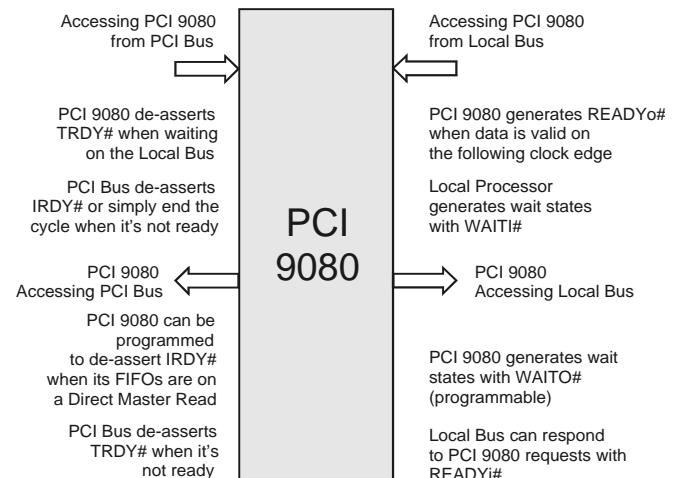 Accessing PCI 9080
from PCI Bus
PCI 9080 de-asserts
TRDY# when waiting
on the Local Bus
PCI Bus de-asserts
IRDY# or simply end the
cycle when it's not ready
PCI 9080
Accessing PCI Bus
PCI 9080 can be
programmed
to de-assert IRDY#
when its FIFOs are on
a Direct Master Read
PCI Bus de-asserts
TRDY# when it's
not ready
PCI
9080
Accessing PCI 9080
from Local Bus
PCI 9080 generates READYo#
when data is valid on
the following clock edge
Local Processor
generates wait states
with WAITI#
PCI 9080
Accessing Local Bus
PCI 9080 generates wait
states with WAITO#
(programmable)
Local Bus can respond
to PCI 9080 requests with
READYi#